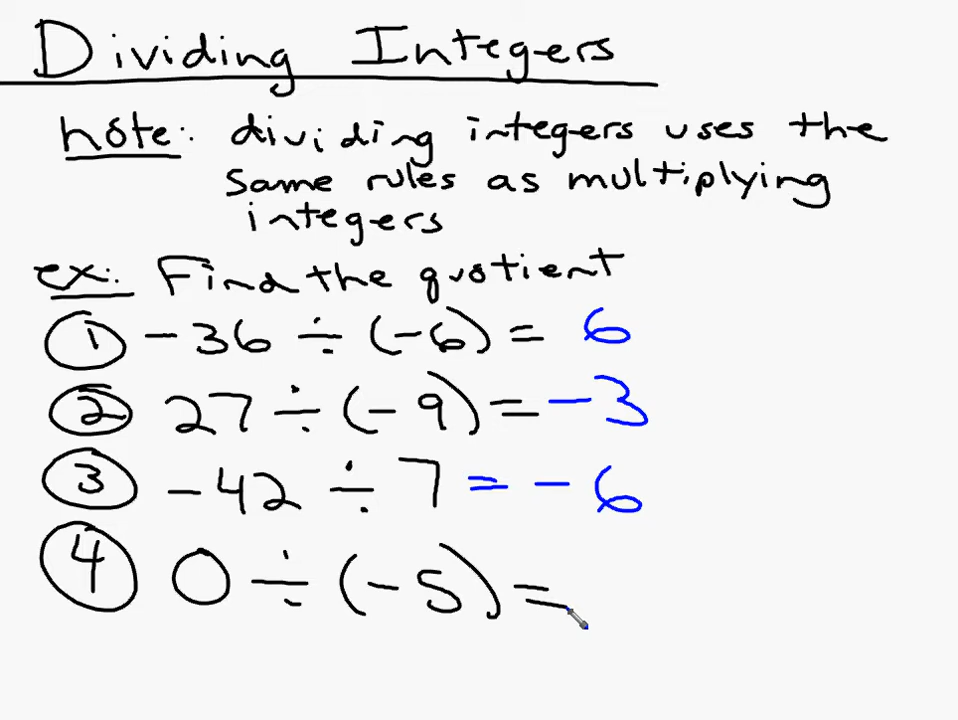 Dividing Integers
note: dividing integers uses the
same rules as multiplying
integers
ex: Find the quotient
① -36 ÷ (-6) = 6
② 27 ÷ (-9) = -3
③ -42 ÷ 7 = -6
④ 0 ÷ (-5) =